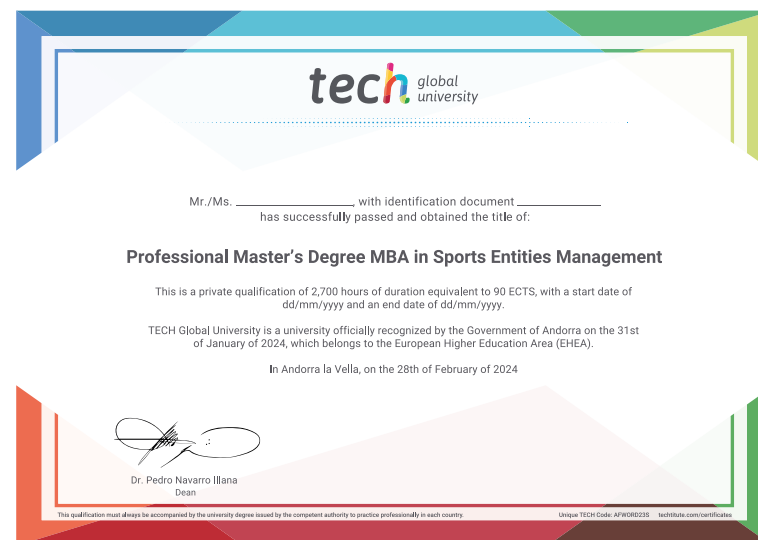 tech global university
Mr./Ms. ________________, with identification document ____________
has successfully passed and obtained the title of:
Professional Master's Degree MBA in Sports Entities Management
This is a private qualification of 2,700 hours of duration equivalent to 90 ECTS, with a start date of
dd/mm/yyyy and an end date of dd/mm/yyyy.
TECH Global University is a university officially recognized by the Government of Andorra on the 31st
of January of 2024, which belongs to the European Higher Education Area (EHEA).
In Andorra la Vella, on the 28th of February of 2024
Dr. Pedro Navarro Illana
Dean
This qualification must always be accompanied by the university degree issued by the competent authority to practice professionally in each country.
Unique TECH Code: AFWORD23S techtitute.com/certificates